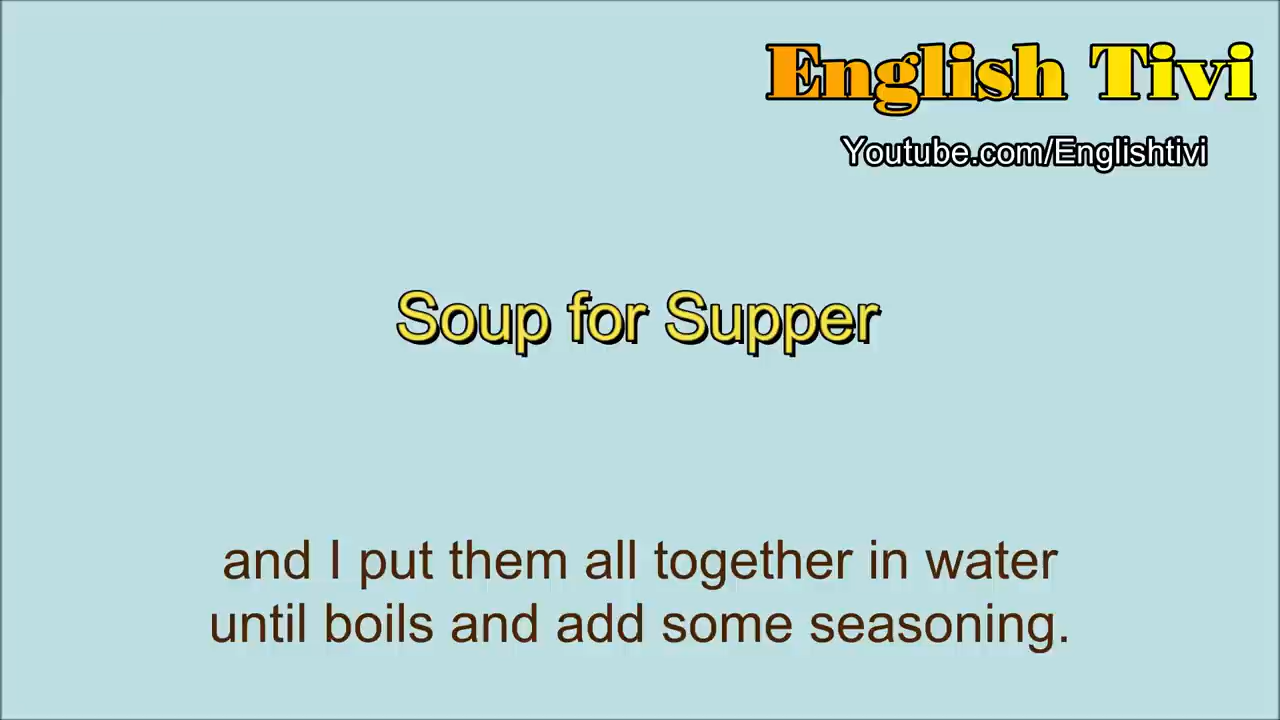 English Tivi
Youtube.com/Englishtivi
Soup for Supper
and I put them all together in water
until boils and add some seasoning.